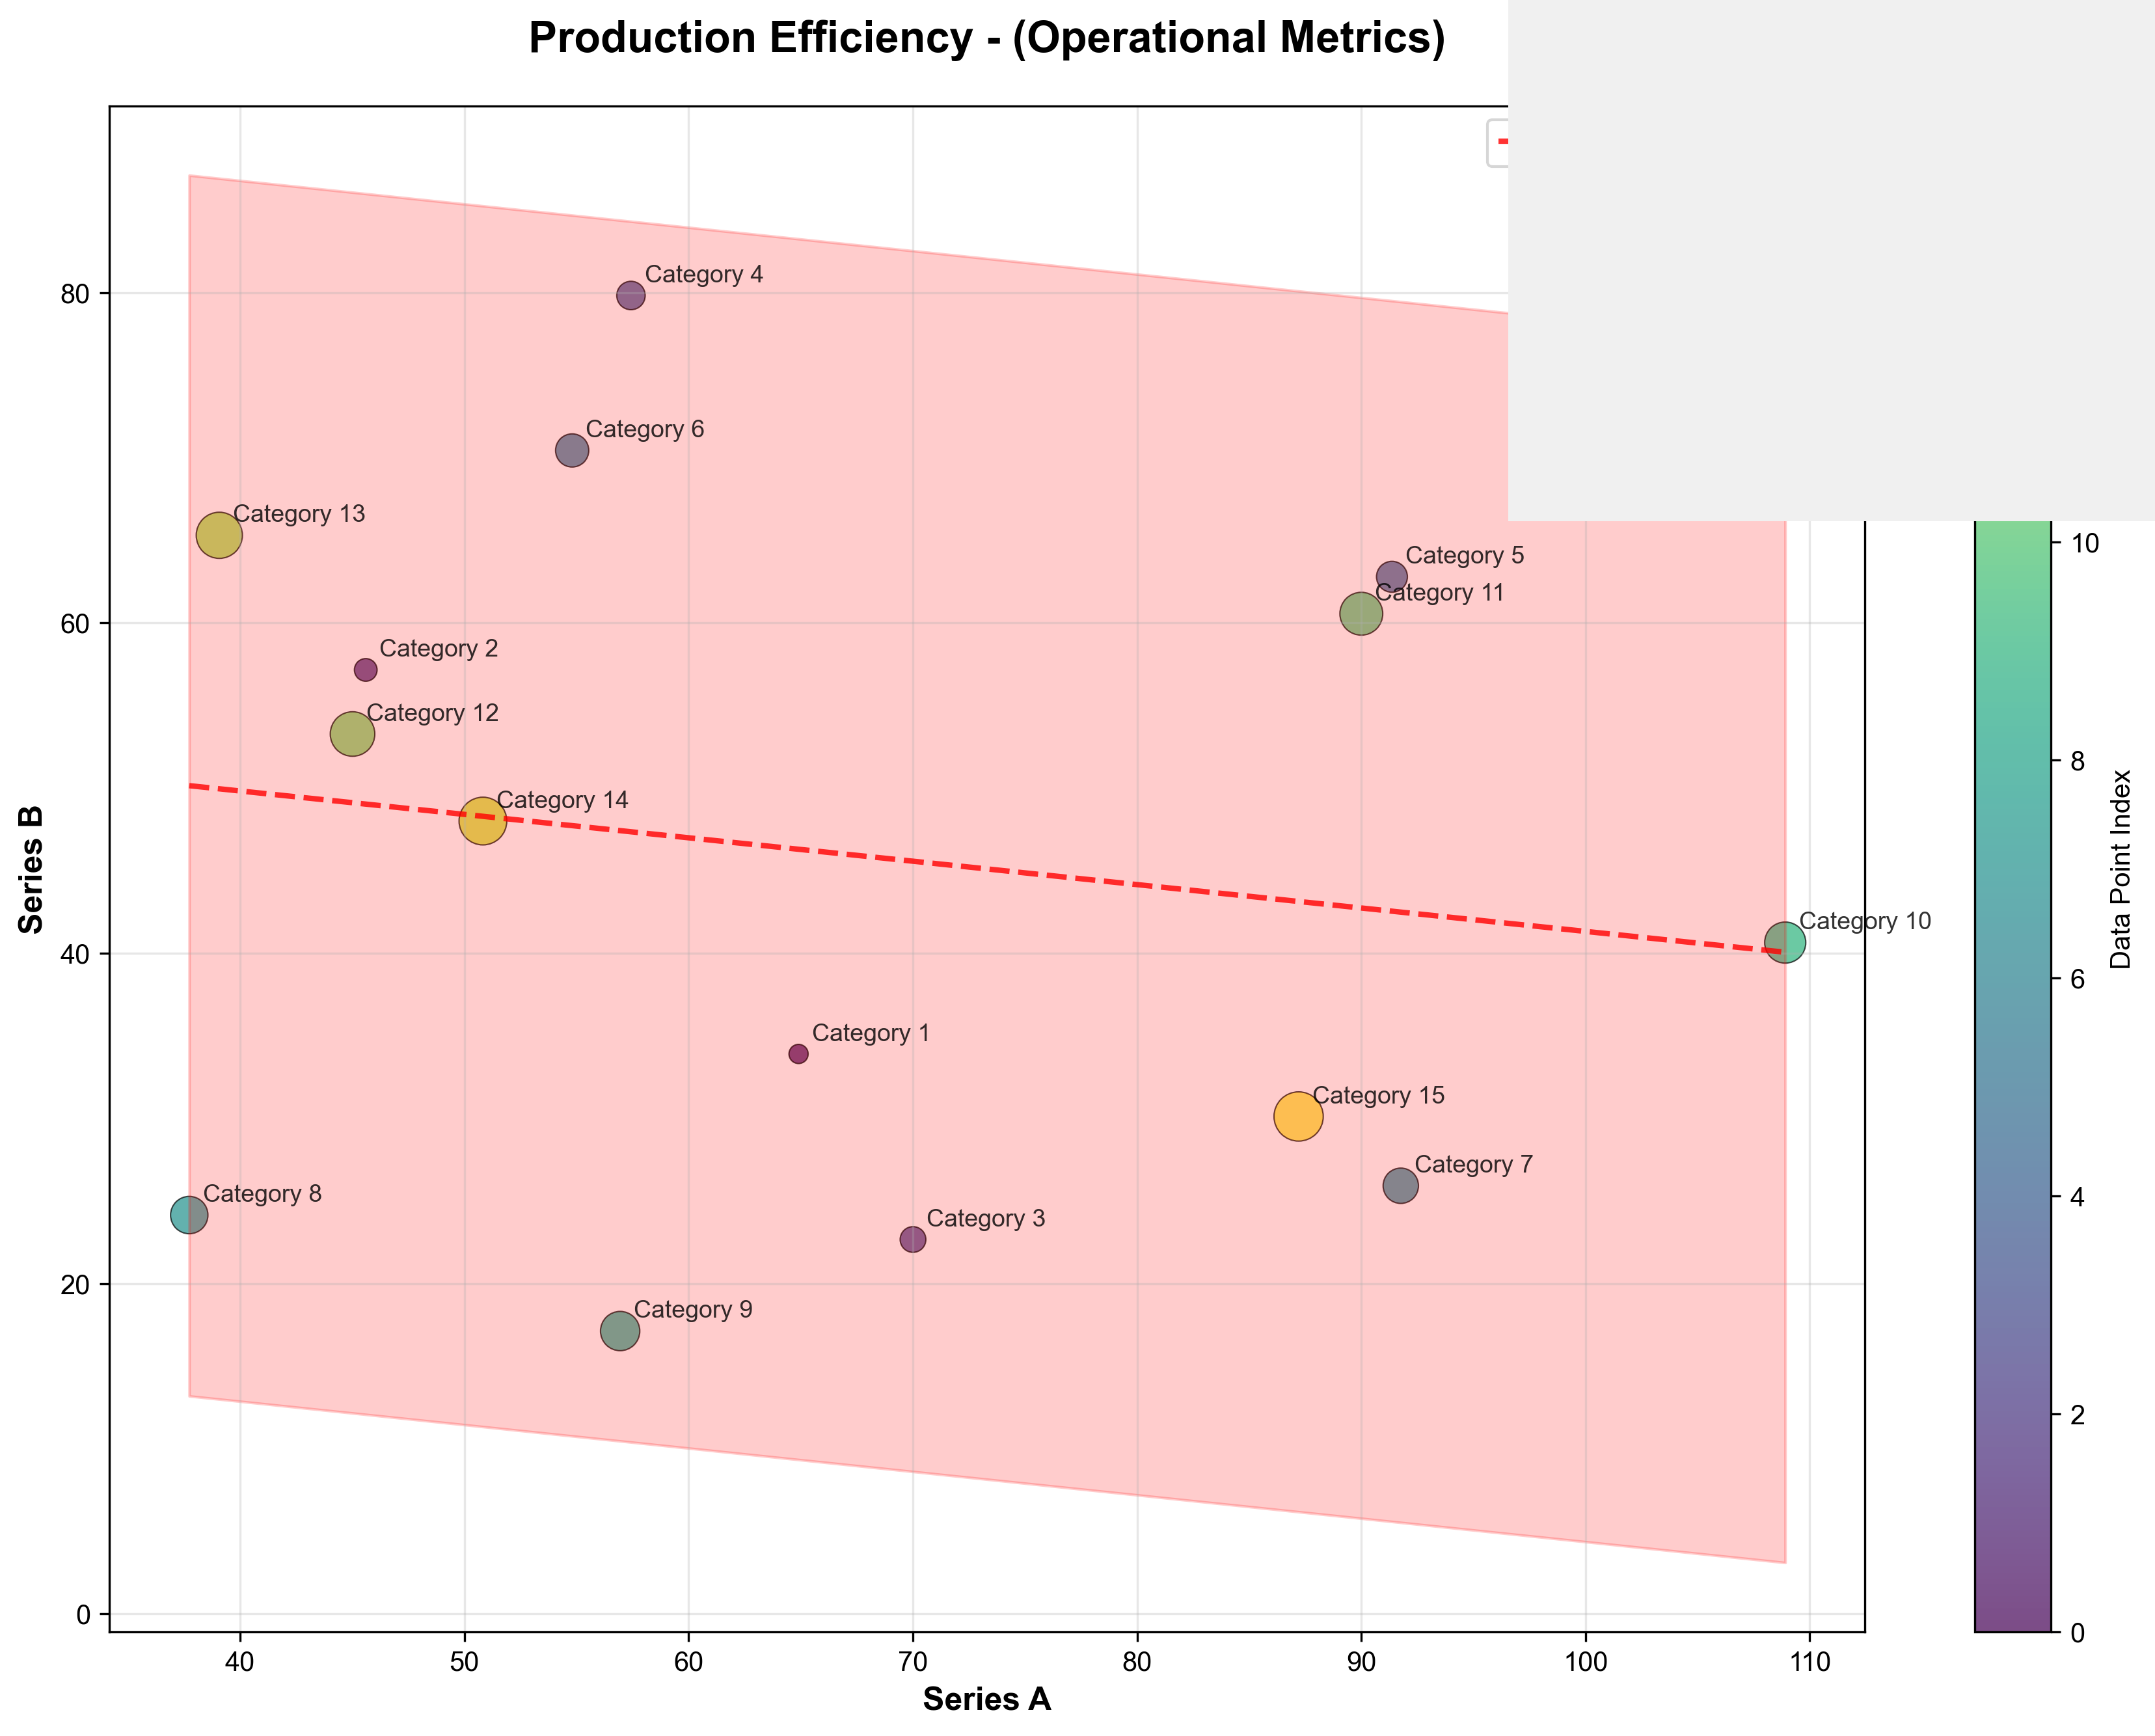 Production Efficiency - (Operational Metrics)
Category 4
80
Category 6
Category 13
Category 5
10
Category 11
60
Category 2
Category 12
8
Category 14
Series B
Data Point Index
Category 10
40
6
Category 1
Category 15
Category 7
4
Category 8
Category 3
20
Category 9
2
0
0
40
50
60
70
80
90
100
110
Series A